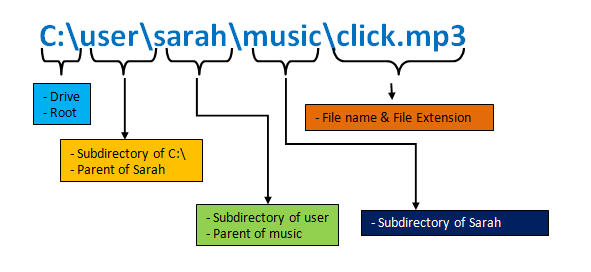 C:\user\sarah\music\click.mp3
- Drive
- Root
- File name & File Extension
- Subdirectory of C:\
- Parent of Sarah
- Subdirectory of user
- Parent of music
- Subdirectory of Sarah